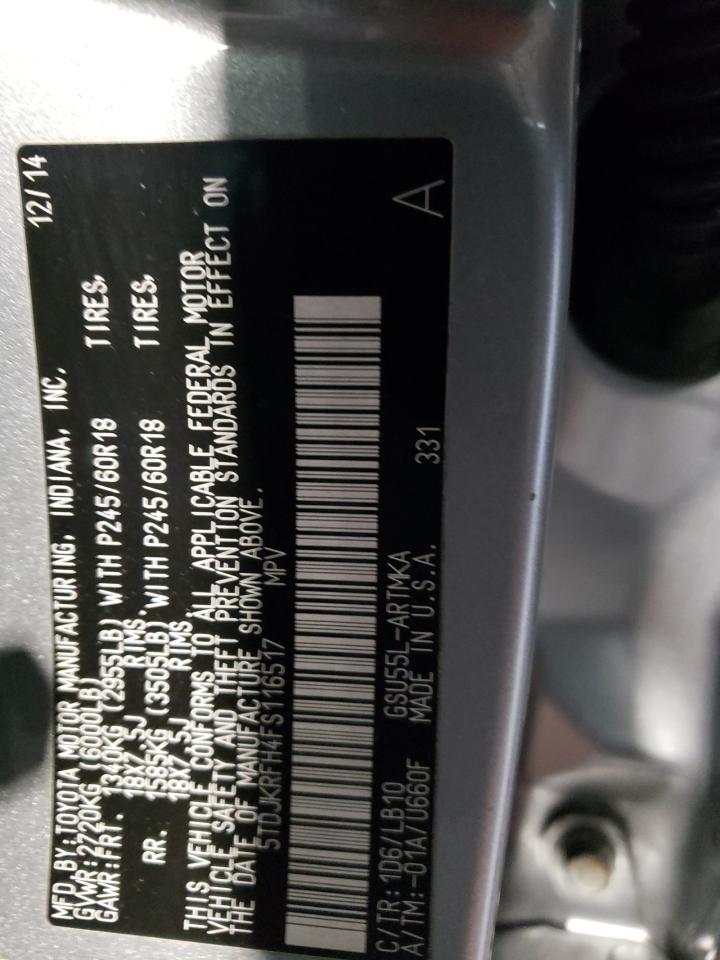 MFD.BY:TOYOTA MOTOR MANUFACTURING, INDIANA, INC. 12/14
GVWR:2720KG (6000LB)
GAWR:FRT. 1340KG (2955LB) WITH P245/60R18 TIRES,
18X7.5J RIMS,
RR. 1585KG (3505LB) WITH P245/60R18 TIRES,
18X7.5J RIMS.
THIS VEHICLE CONFORMS TO ALL APPLICABLE FEDERAL MOTOR
VEHICLE SAFETY AND THEFT PREVENTION STANDARDS IN EFFECT ON
THE DATE OF MANUFACTURE SHOWN ABOVE.
5TDJKRFH4FS116517 MPV
C/TR:1D6/LB10 GSU55L-ARTMKA
A/TM:-01A/U660F MADE IN U.S.A. 331 A